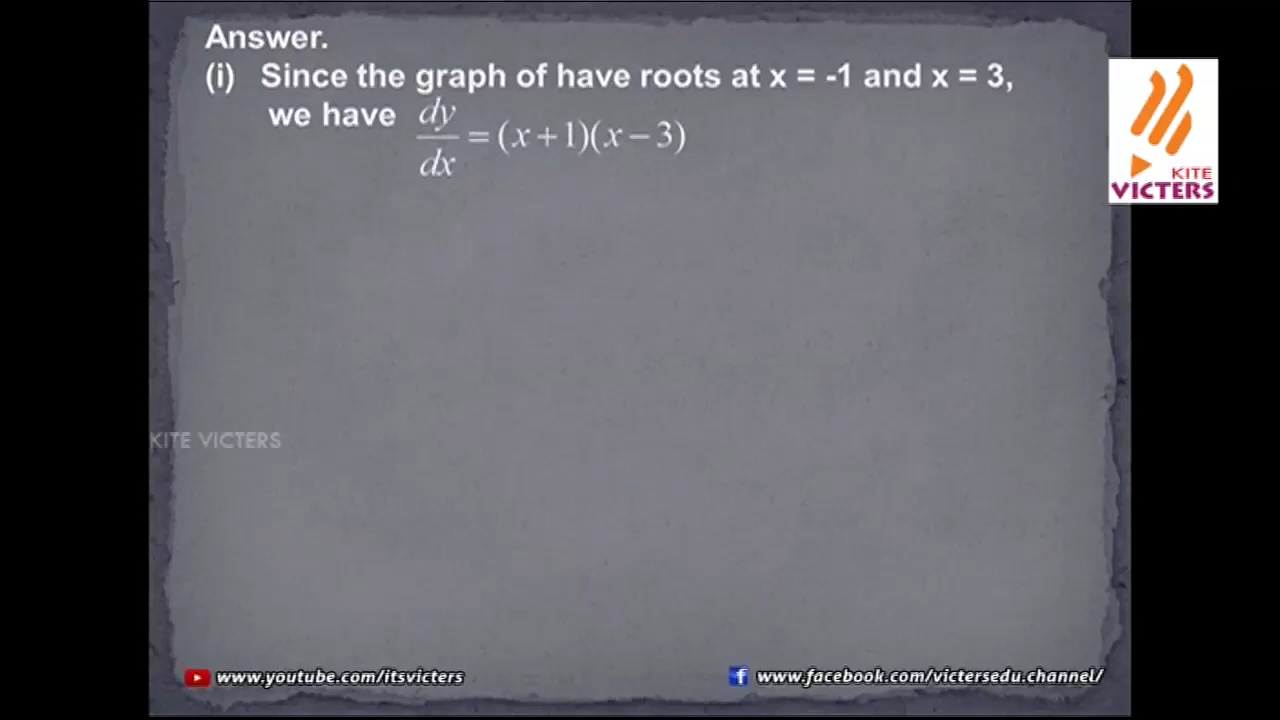 Answer.
(i) Since the graph of have roots at x = -1 and x = 3,
we have dy/dx = (x+1)(x−3)
KITE
VICTERS
KITE VICTERS
www.youtube.com/itsvicters
www.facebook.com/victersedu.channel/